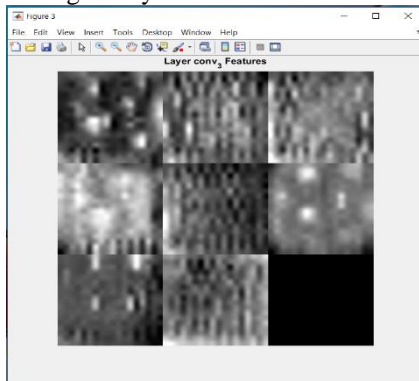 Figure 3
File Edit View Insert Tools Desktop Window Help
Layer conv3 Features